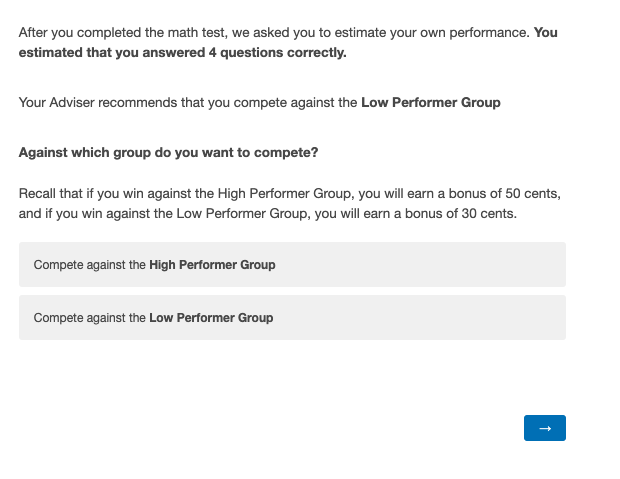 After you completed the math test, we asked you to estimate your own performance. You
estimated that you answered 4 questions correctly.
Your Adviser recommends that you compete against the Low Performer Group
Against which group do you want to compete?
Recall that if you win against the High Performer Group, you will earn a bonus of 50 cents,
and if you win against the Low Performer Group, you will earn a bonus of 30 cents.
Compete against the High Performer Group
Compete against the Low Performer Group
→